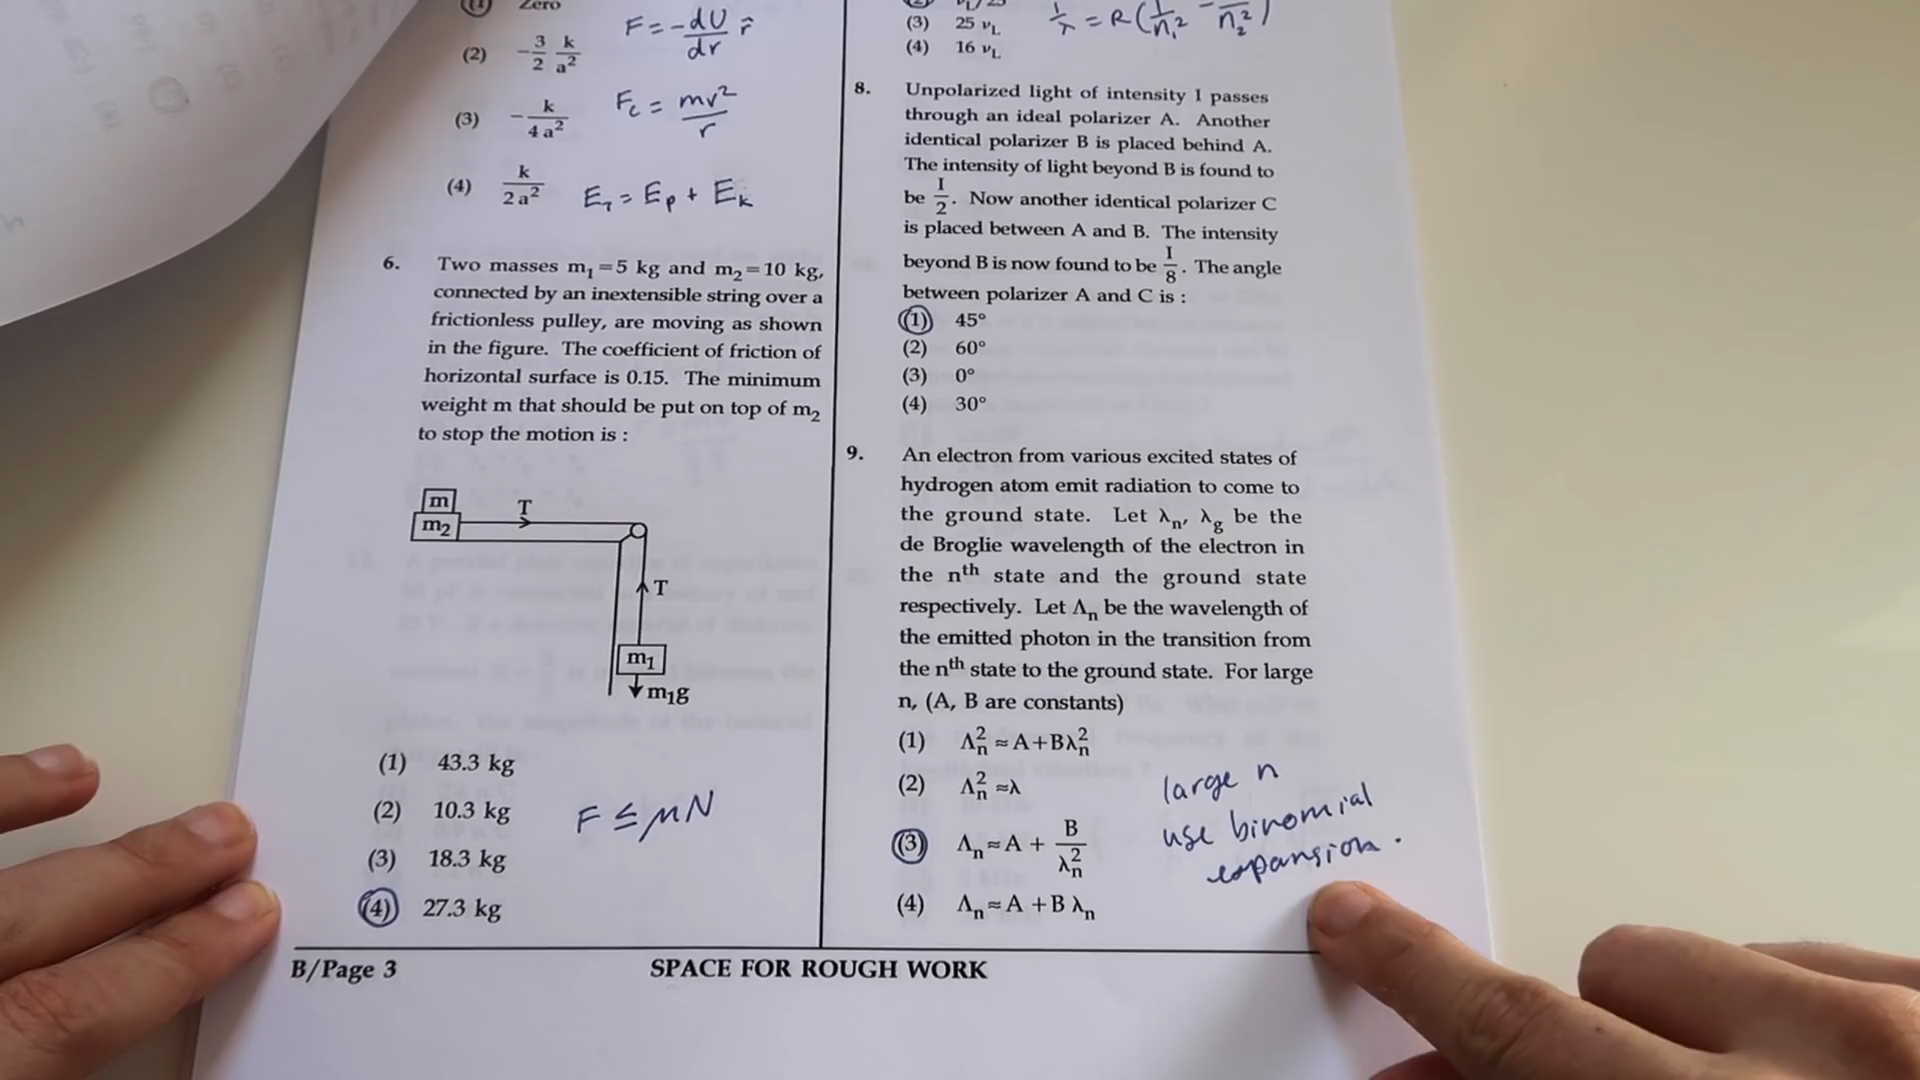 (1) Zero
(2) -3/2 k/a²
F = -dU/dr r̂
(3) -k/4a²
F_c = mv²/r
(4) k/2a²
E_T = E_p + E_k
6. Two masses m₁=5 kg and m₂=10 kg,
connected by an inextensible string over a
frictionless pulley, are moving as shown
in the figure. The coefficient of friction of
horizontal surface is 0.15. The minimum
weight m that should be put on top of m₂
to stop the motion is :
m
m₂
T
T
m₁
m₁g
(1) 43.3 kg
(2) 10.3 kg
(3) 18.3 kg
(4) 27.3 kg
F ≤ μN
(3) 25 ν_L
(4) 16 ν_L
1/λ = R(1/n₁² - 1/n₂²)
8. Unpolarized light of intensity I passes
through an ideal polarizer A. Another
identical polarizer B is placed behind A.
The intensity of light beyond B is found to
be I/2. Now another identical polarizer C
is placed between A and B. The intensity
beyond B is now found to be I/8. The angle
between polarizer A and C is :
(1) 45°
(2) 60°
(3) 0°
(4) 30°
9. An electron from various excited states of
hydrogen atom emit radiation to come to
the ground state. Let λₙ, λ_g be the
de Broglie wavelength of the electron in
the nᵗʰ state and the ground state
respectively. Let Λₙ be the wavelength of
the emitted photon in the transition from
the nᵗʰ state to the ground state. For large
n, (A, B are constants)
(1) Λₙ² ≈ A+Bλₙ²
(2) Λₙ² ≈λ
(3) Λₙ≈A + B/λₙ²
(4) Λₙ≈A +B λₙ
large n
use binomial
expansion.
B/Page 3
SPACE FOR ROUGH WORK